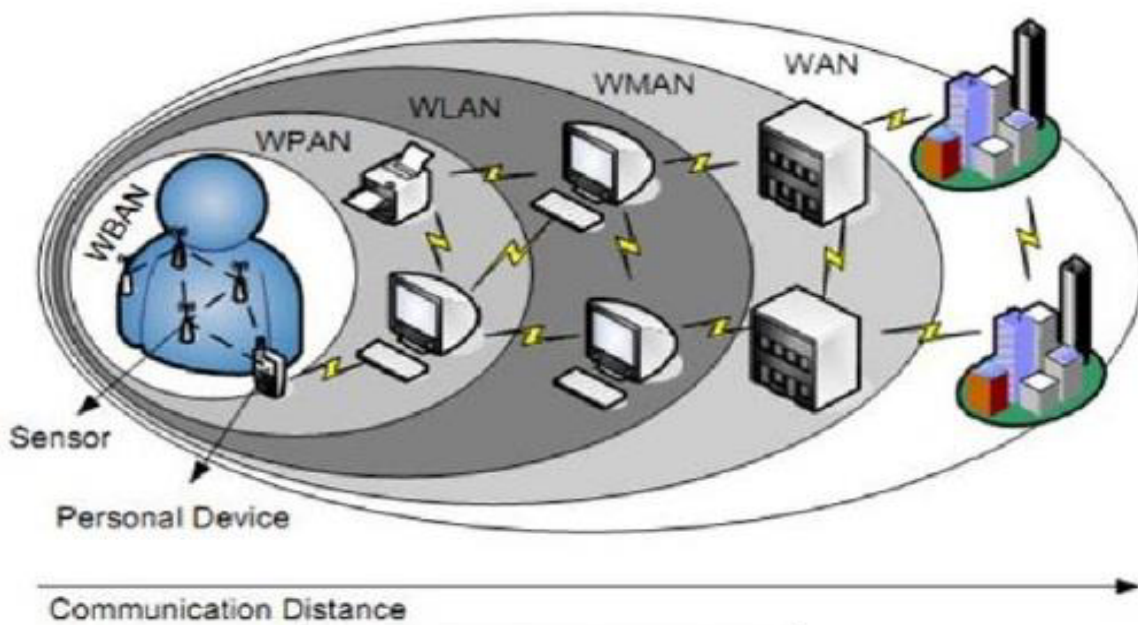 WAN
WMAN
WLAN
WPAN
WBAN
Sensor
Personal Device
Communication Distance